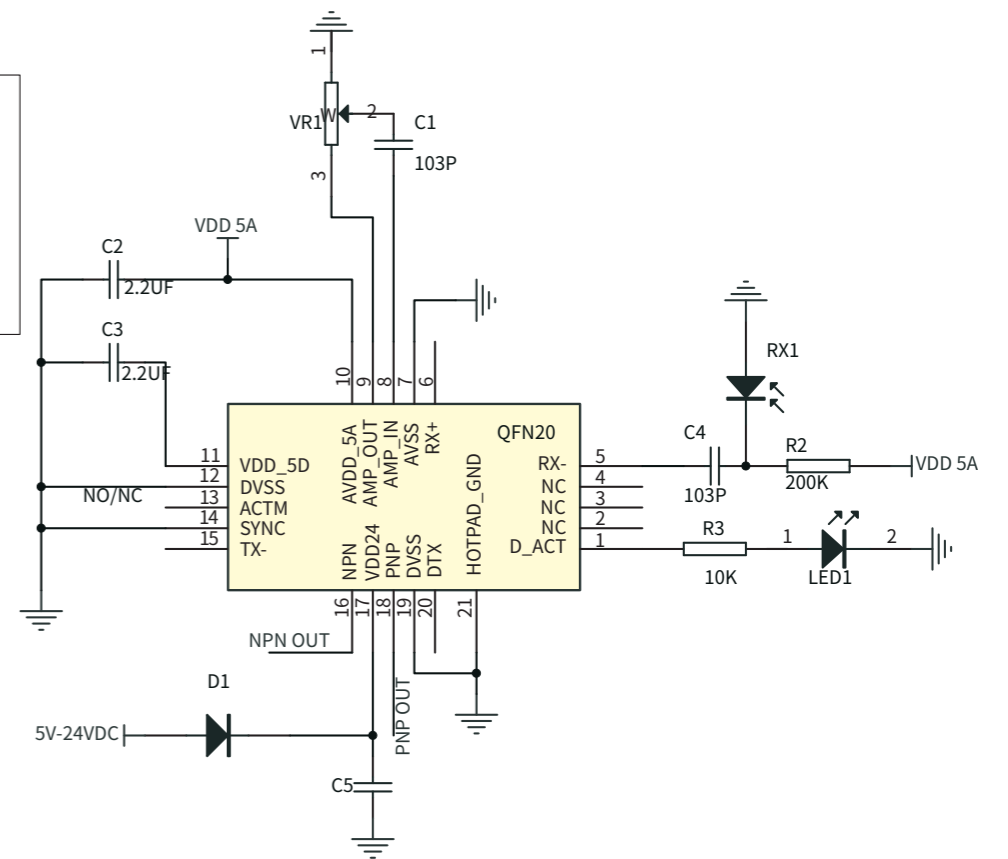 1
W
2
VR1
C1
103P
3
VDD 5A
C2
2.2UF
C3
2.2UF
10
9
8
7
6
QFN20
AVDD_5A
AMP_OUT
AMP_IN
AVSS
RX+
11
VDD_5D
12
DVSS
NO/NC
13
ACTM
14
SYNC
15
TX-
RX-
5
NC
4
NC
3
NC
2
D_ACT
1
NPN
VDD24
PNP
DVSS
DTX
HOTPAD_GND
16
17
18
19
20
21
RX1
C4
103P
R2
200K
VDD 5A
R3
10K
1
LED1
2
NPN OUT
PNP OUT
D1
5V-24VDC
C5